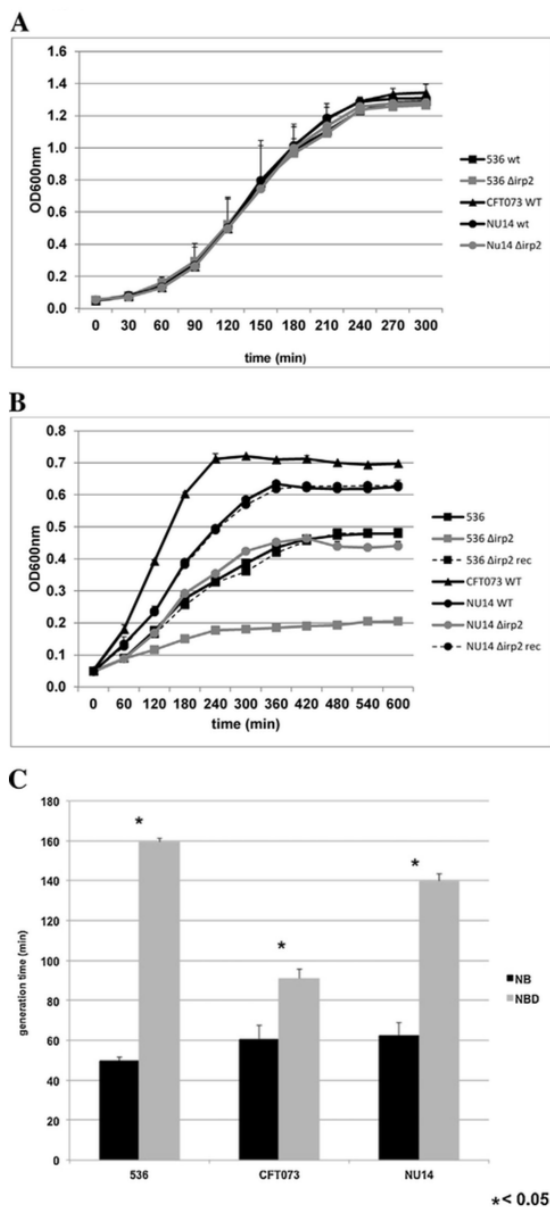 A
1.6
1.4
1.2
1.0
0.8
0.6
0.4
0.2
0.0
OD600nm
0 30 60 90 120 150 180 210 240 270 300
time (min)
536 wt
536 Δirp2
CFT073 WT
NU14 wt
Nu14 Δirp2
B
0.8
0.7
0.6
0.5
0.4
0.3
0.2
0.1
0.0
OD600nm
0 60 120 180 240 300 360 420 480 540 600
time (min)
536
536 Δirp2
536 Δirp2 rec
CFT073 WT
NU14 WT
NU14 Δirp2
NU14 Δirp2 rec
C
180
160
140
120
100
80
60
40
20
0
generation time (min)
* * *
536 CFT073 NU14
NB
NBD
*< 0.05